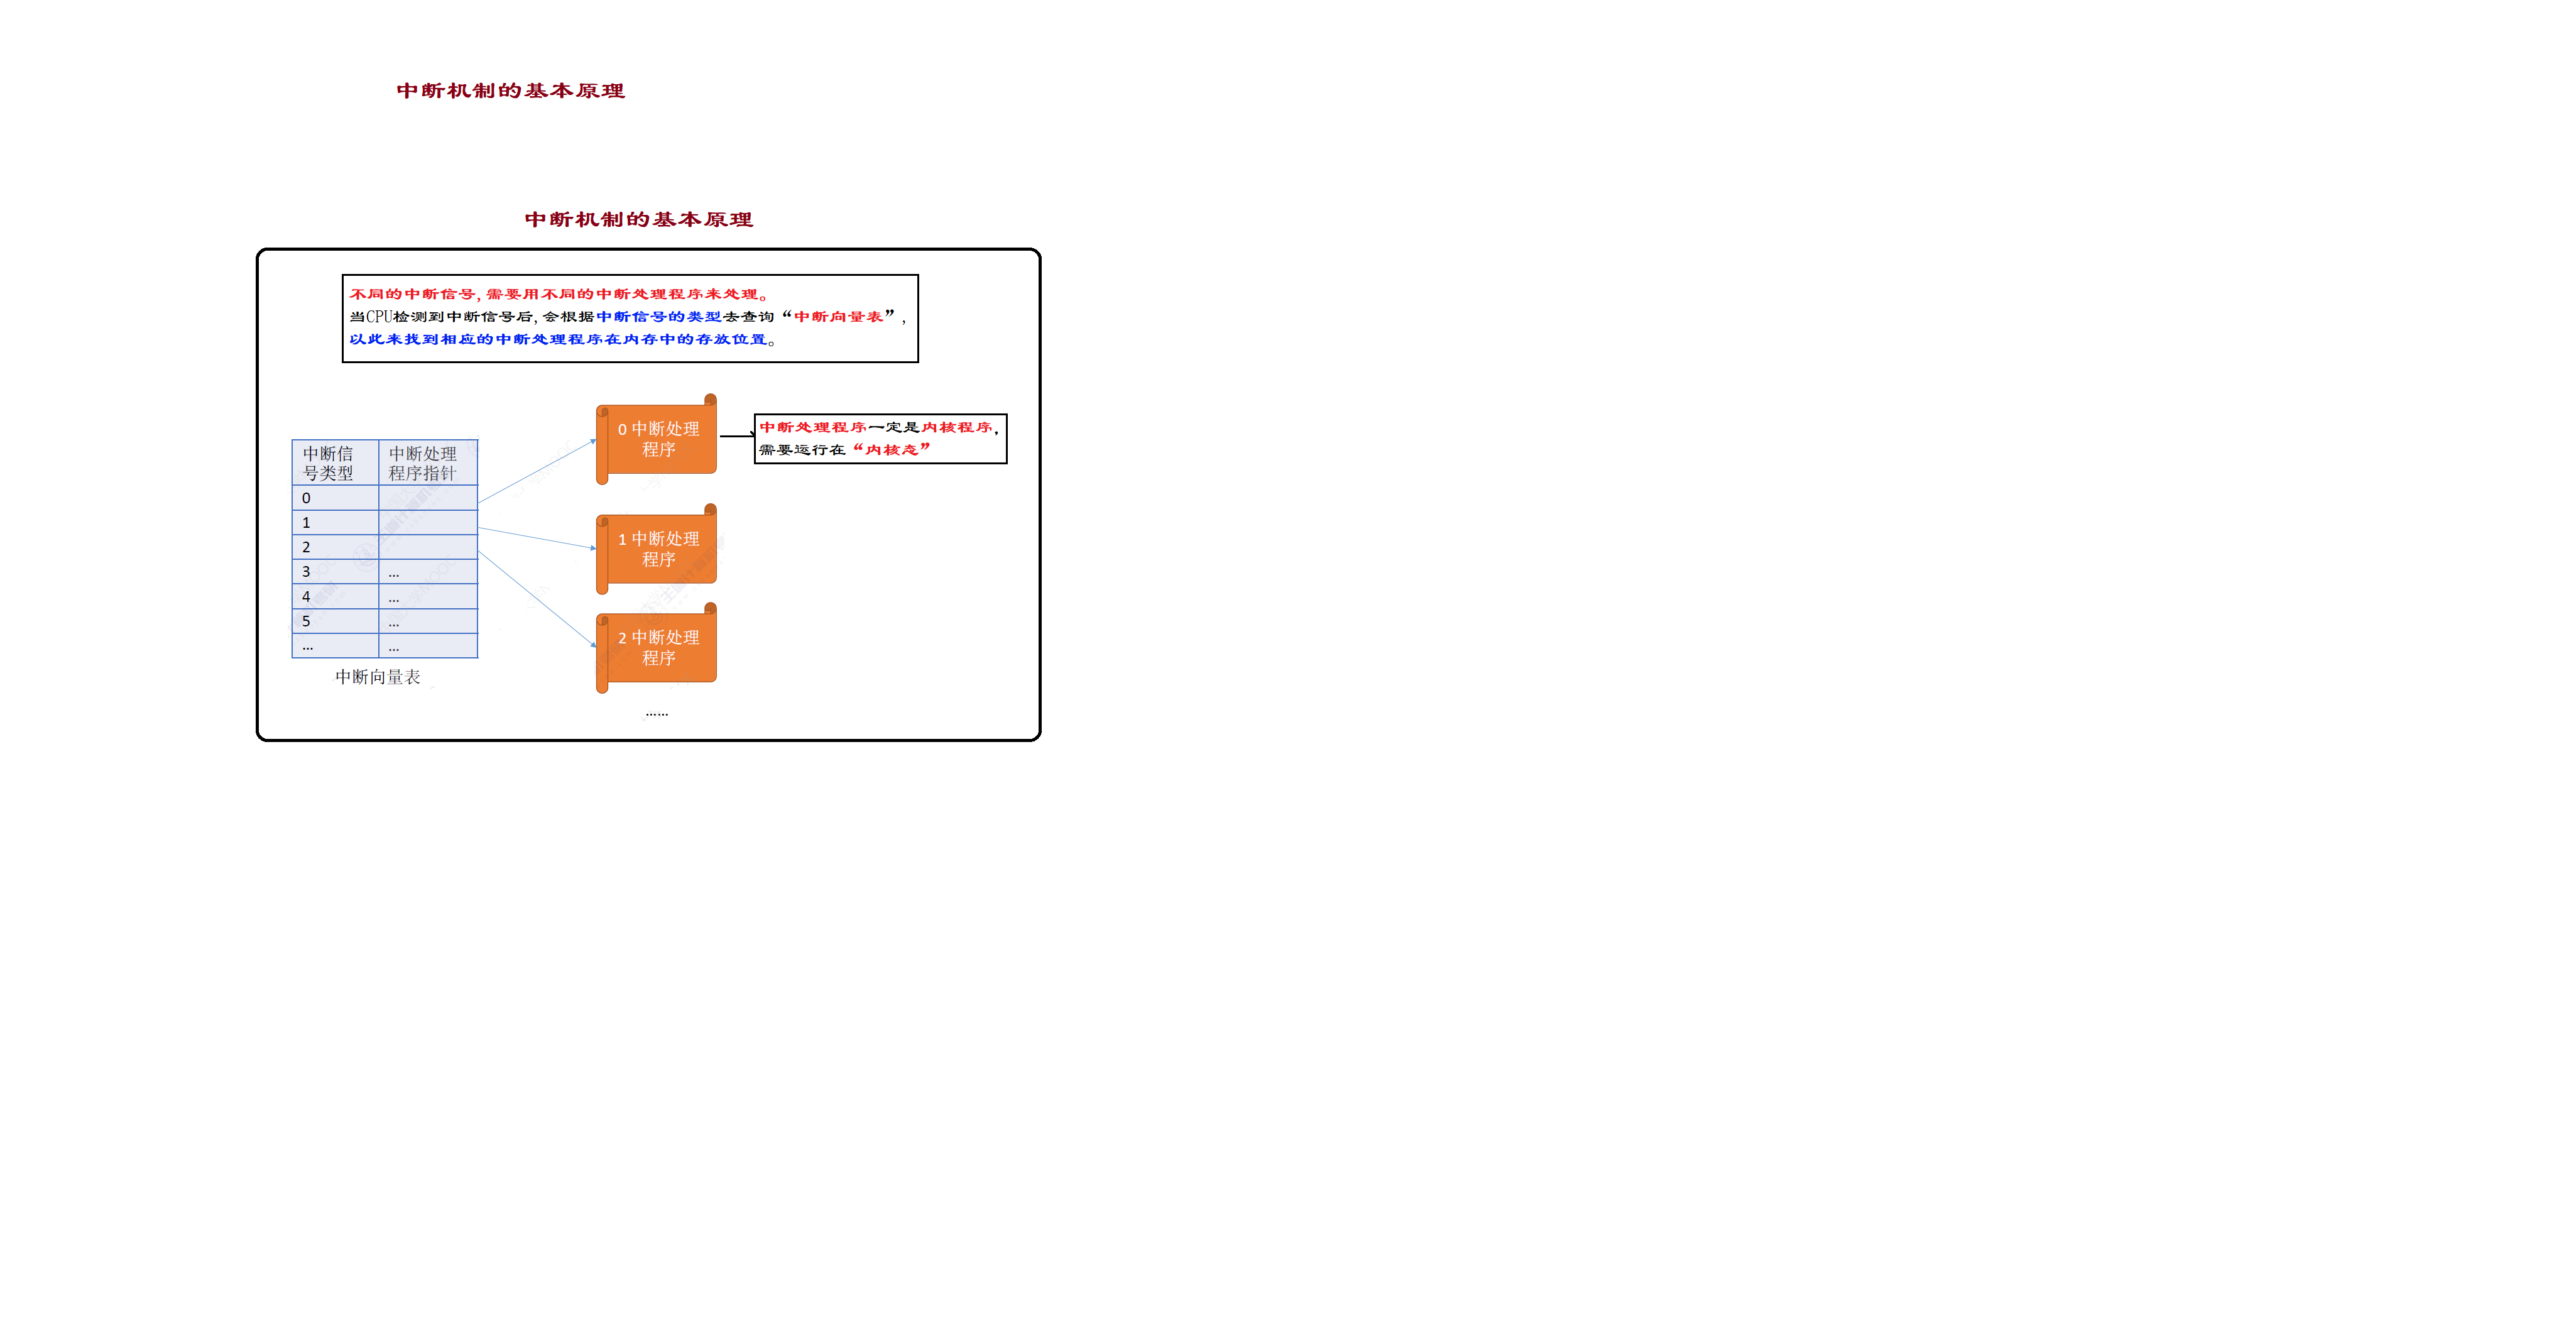 中断机制的基本原理
中断机制的基本原理
不同的中断信号,需要用不同的中断处理程序来处理。
当CPU检测到中断信号后,会根据中断信号的类型去查询“中断向量表”,
以此来找到相应的中断处理程序在内存中的存放位置。
中断信
号类型
中断处理
程序指针
0
1
2
3 …
4 …
5 …
… …
中断向量表
0 中断处理
程序
1 中断处理
程序
2 中断处理
程序
……
中断处理程序一定是内核程序,
需要运行在“内核态”